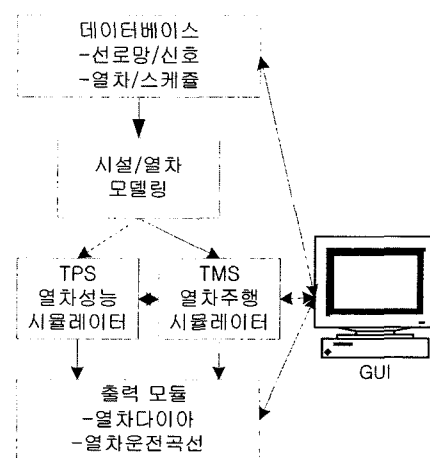 데이터베이스
-선로망/신호
-열차/스케쥴
시설/열차
모델링
TPS
열차성능
시뮬레이터
TMS
열차주행
시뮬레이터
GUI
출력 모듈
-열차다이아
-열차운전곡선